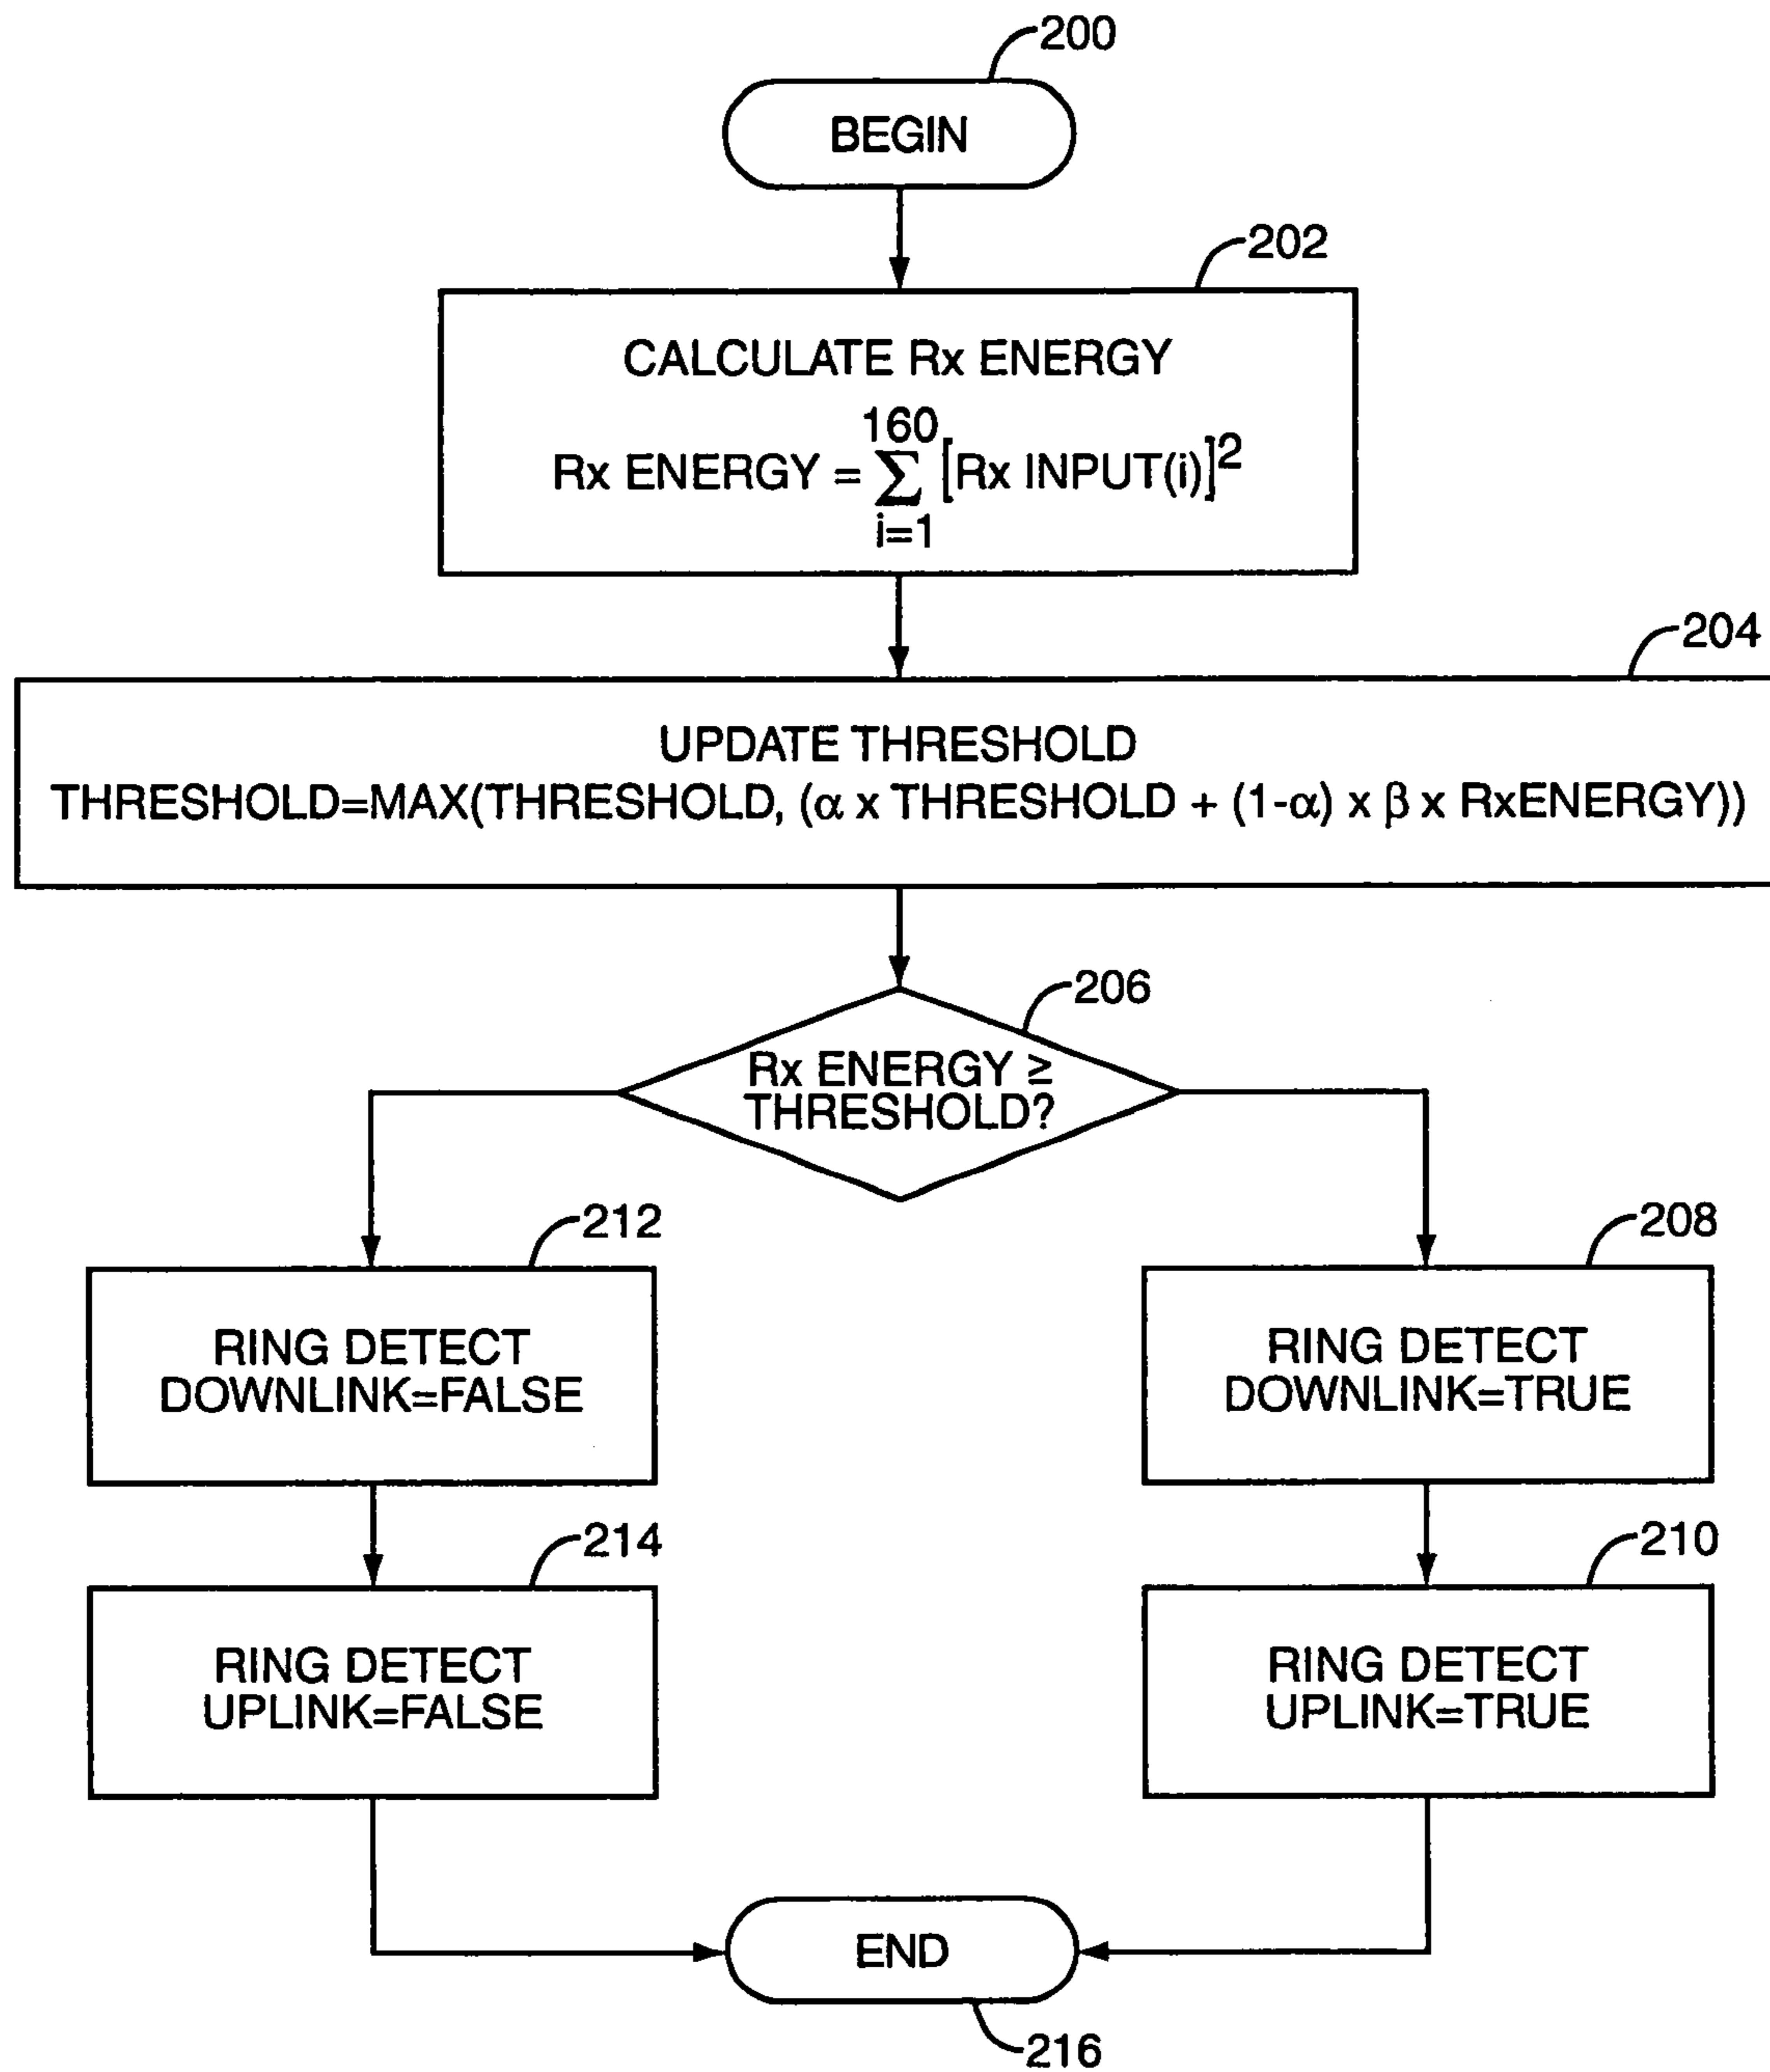 200
BEGIN
202
CALCULATE Rx ENERGY
160
Rx ENERGY = Σ [Rx INPUT(i)]²
i=1
204
UPDATE THRESHOLD
THRESHOLD=MAX(THRESHOLD, (α x THRESHOLD + (1-α) x β x RxENERGY))
206
Rx ENERGY ≥
THRESHOLD?
212
RING DETECT
DOWNLINK=FALSE
208
RING DETECT
DOWNLINK=TRUE
214
RING DETECT
UPLINK=FALSE
210
RING DETECT
UPLINK=TRUE
END
216